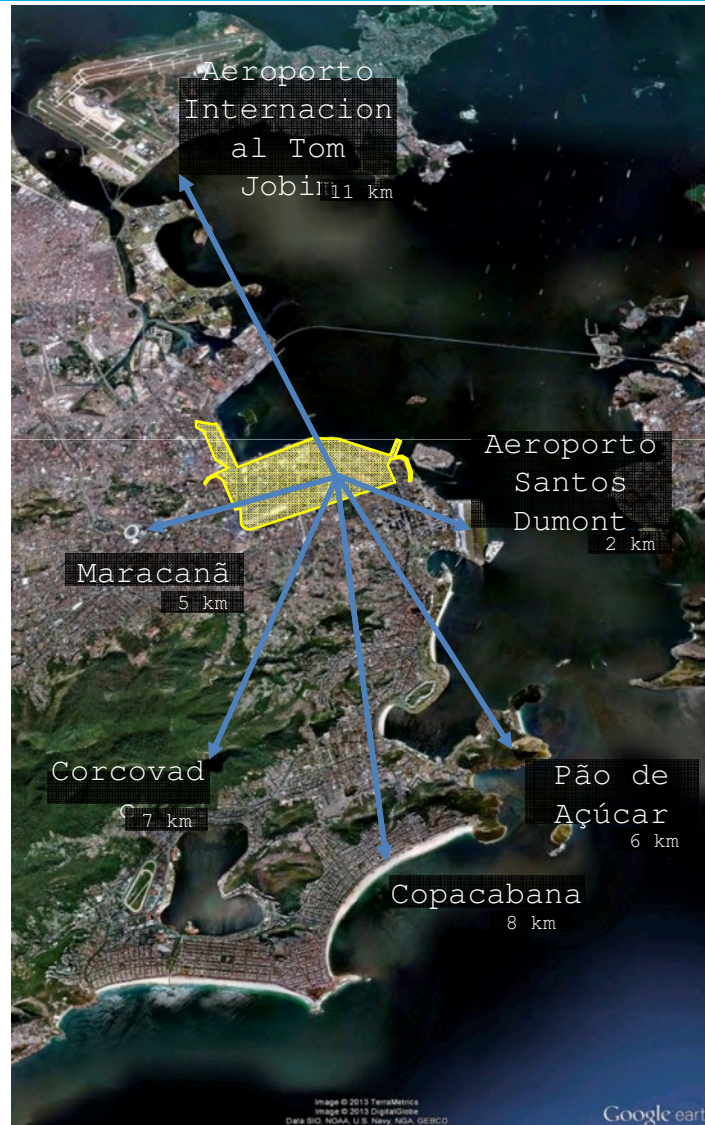 Aeroporto
Internacion
al Tom
Jobim
11 km
Aeroporto
Santos
Dumont
2 km
Maracanã
5 km
Corcovad
o
7 km
Pão de
Açúcar
6 km
Copacabana
8 km
Image © 2013 TerraMetrics
Image © 2013 DigitalGlobe
Data SIO, NOAA, U.S. Navy, NGA, GEBCO
Google eart